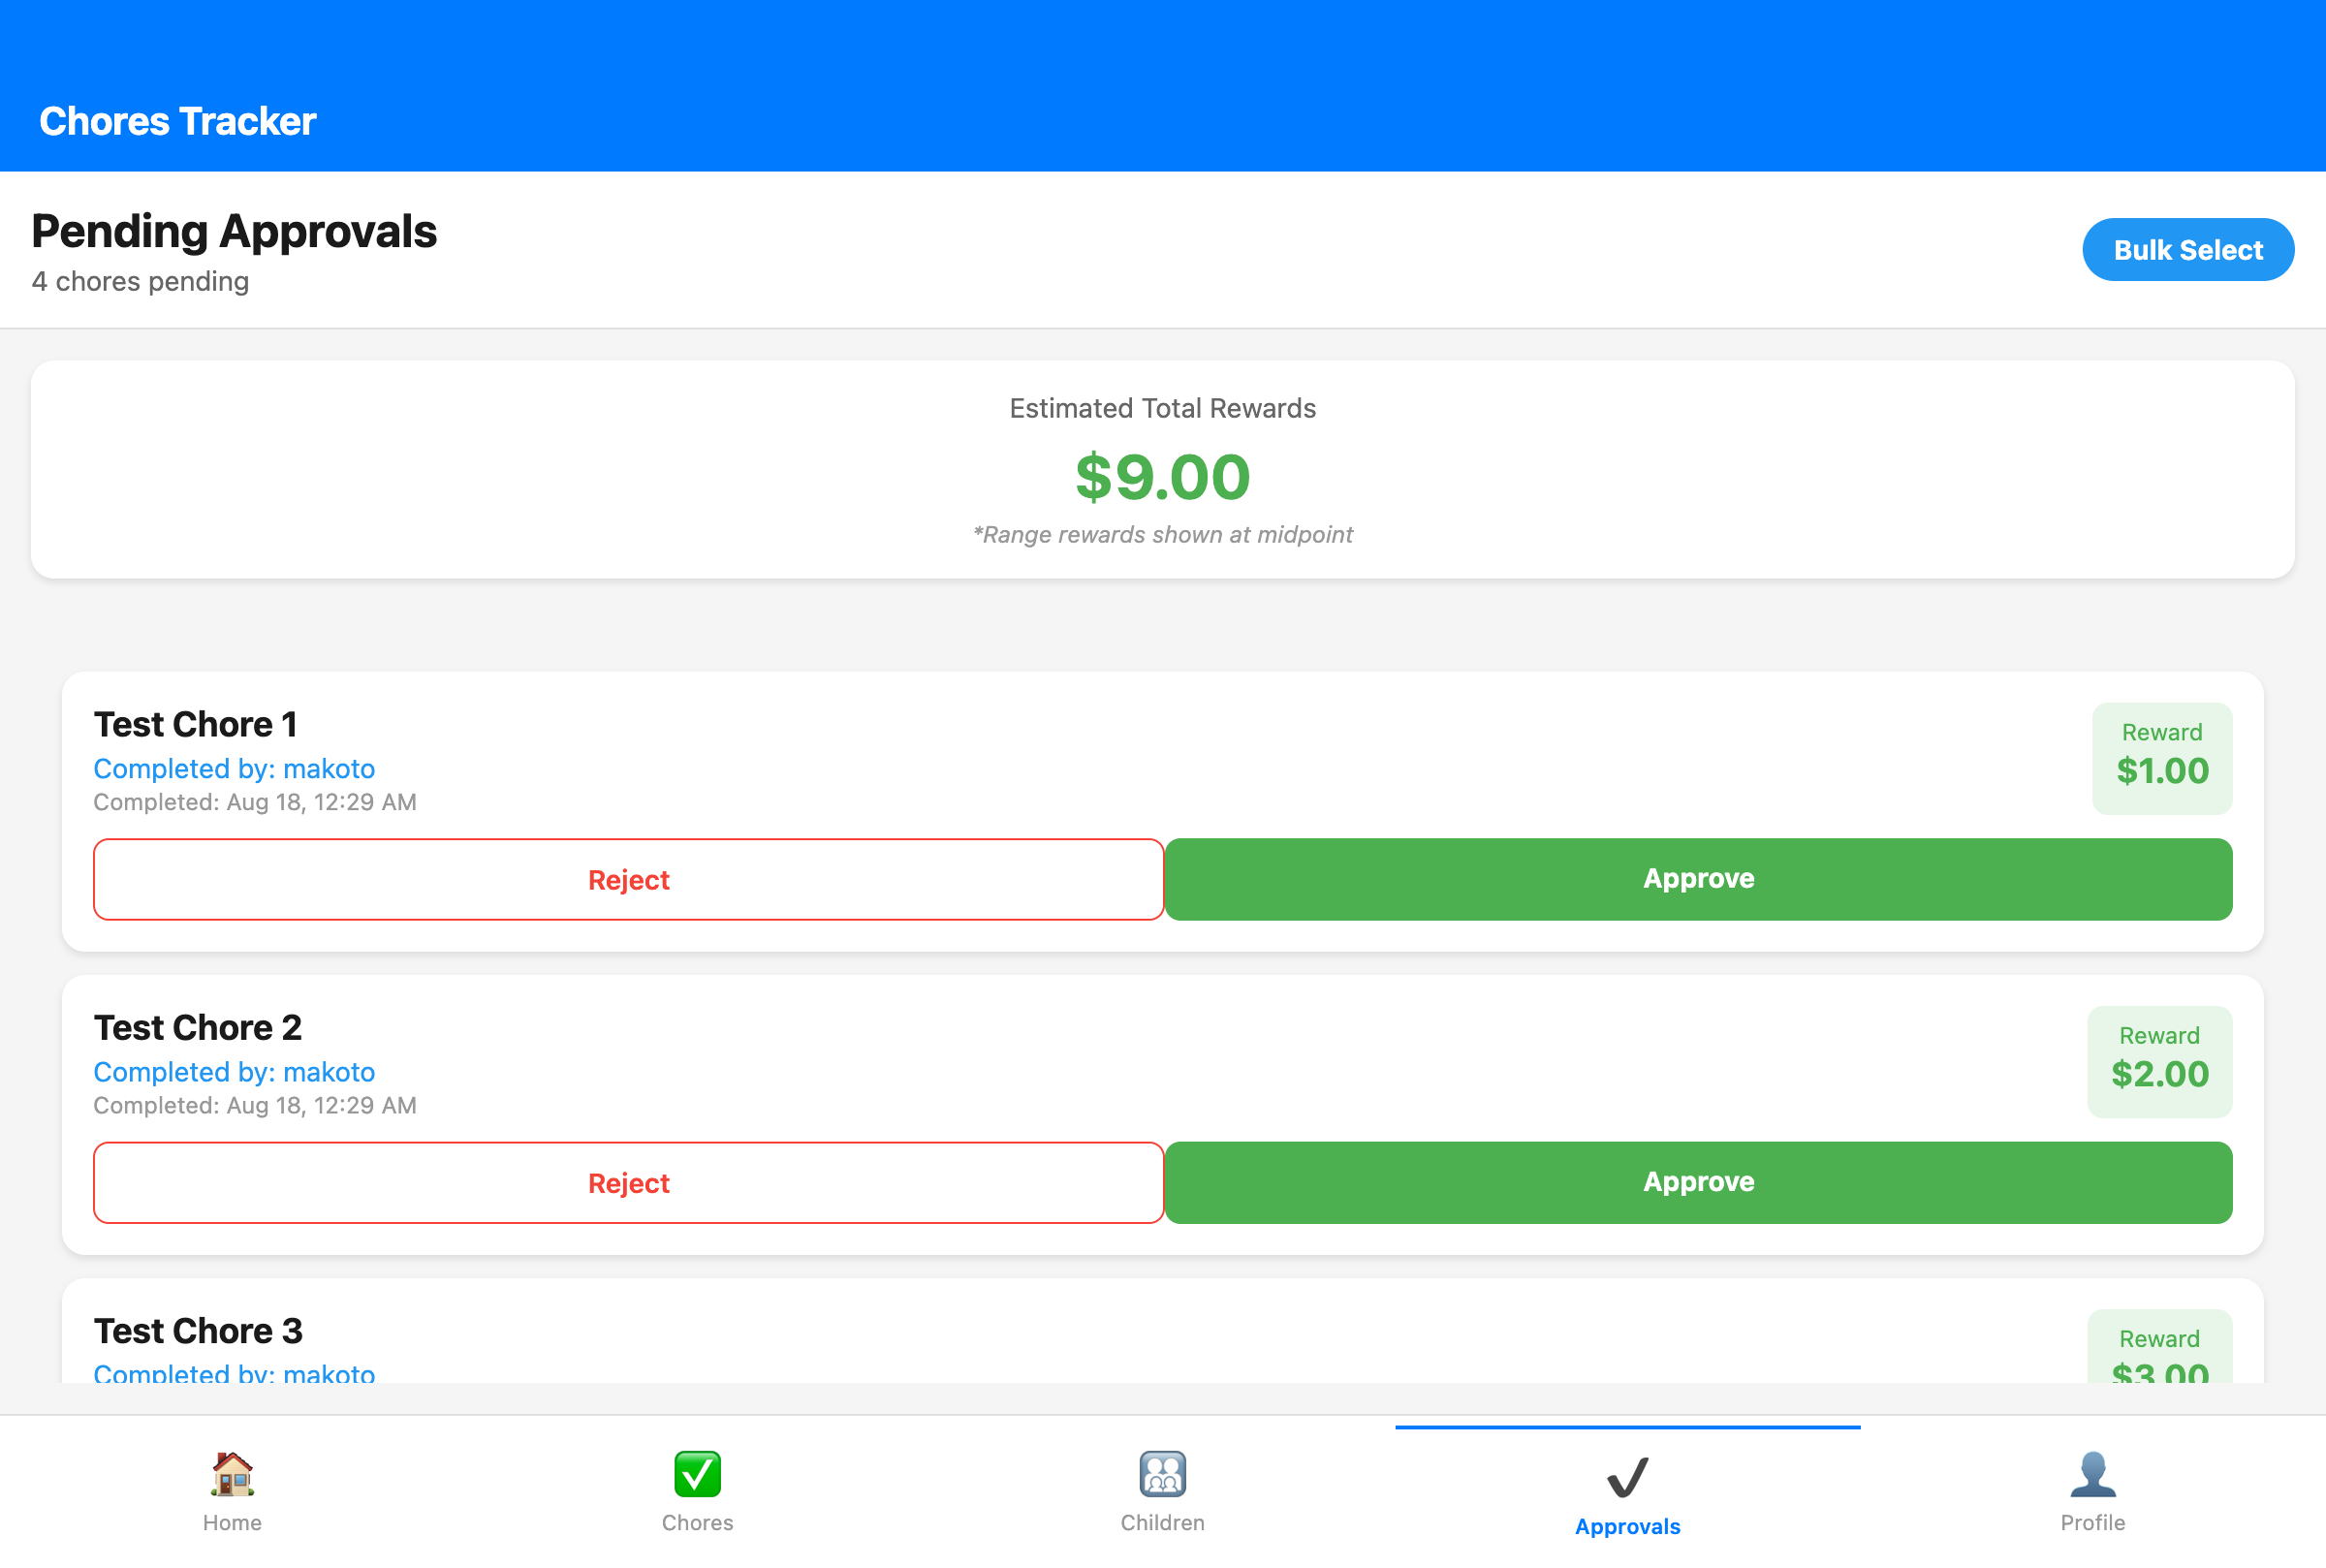 Chores Tracker
Pending Approvals
4 chores pending
Bulk Select
Estimated Total Rewards
$9.00
*Range rewards shown at midpoint
Test Chore 1
Completed by: makoto
Completed: Aug 18, 12:29 AM
Reward
$1.00
Reject
Approve
Test Chore 2
Completed by: makoto
Completed: Aug 18, 12:29 AM
Reward
$2.00
Reject
Approve
Test Chore 3
Completed by: makoto
Reward
$3.00
Home
Chores
Children
Approvals
Profile